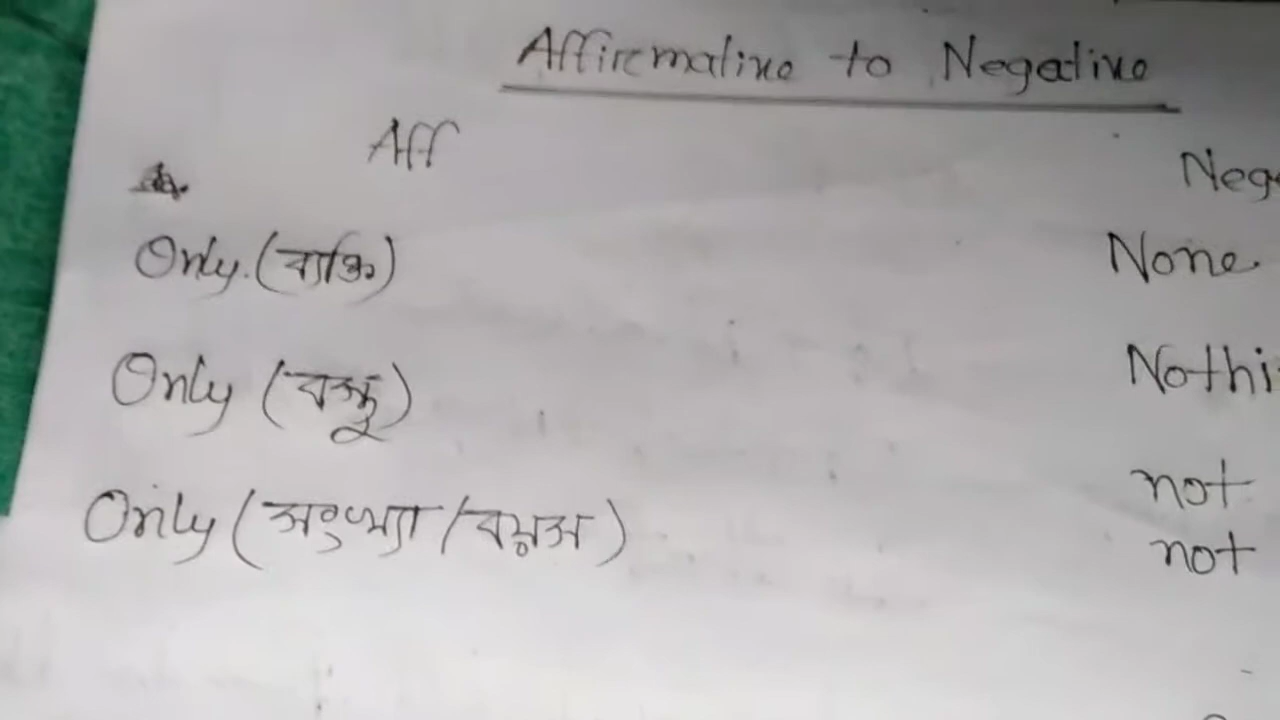 Affirmative to Negative
Aff Neg
Only (ব্যক্তি) None
Only (বস্তু) Nothi
Only (সংখ্যা / বয়স) not
not